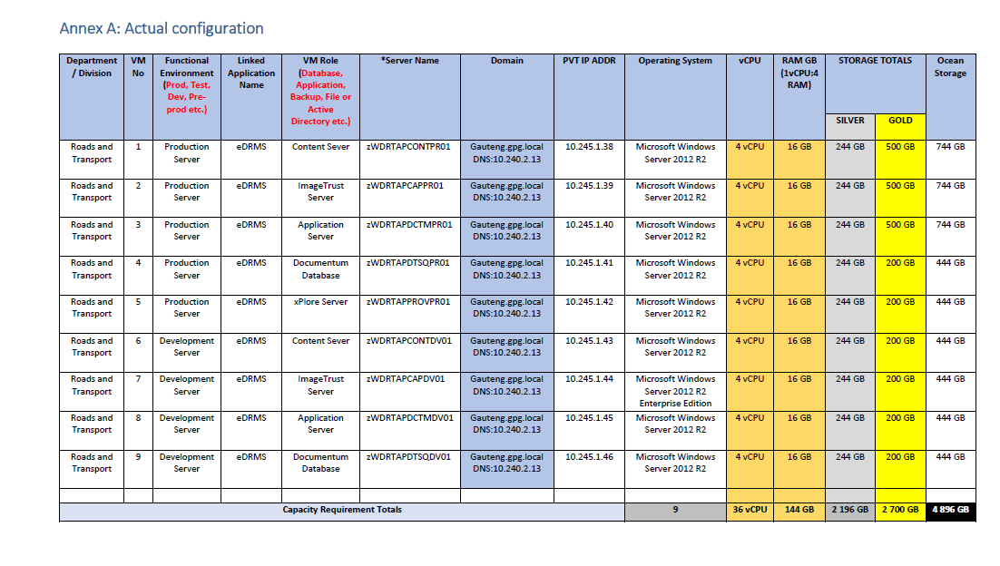 Annex A: Actual configuration
Department / Division VM No Functional Environment (Prod, Test, Dev, Pre-prod etc.) Linked Application Name VM Role (Database, Application, Backup, File or Active Directory etc.) *Server Name Domain PVT IP ADDR Operating System vCPU RAM GB (1vCPU:4 RAM) STORAGE TOTALS Ocean Storage
SILVER GOLD
Roads and Transport 1 Production Server eDRMS Content Sever zWDRTAPCONTPR01 Gauteng.gpg.local DNS:10.240.2.13 10.245.1.38 Microsoft Windows Server 2012 R2 4 vCPU 16 GB 244 GB 500 GB 744 GB
Roads and Transport 2 Production Server eDRMS ImageTrust Server zWDRTAPCAPPR01 Gauteng.gpg.local DNS:10.240.2.13 10.245.1.39 Microsoft Windows Server 2012 R2 4 vCPU 16 GB 244 GB 500 GB 744 GB
Roads and Transport 3 Production Server eDRMS Application Server zWDRTAPDCTMPR01 Gauteng.gpg.local DNS:10.240.2.13 10.245.1.40 Microsoft Windows Server 2012 R2 4 vCPU 16 GB 244 GB 500 GB 744 GB
Roads and Transport 4 Production Server eDRMS Documentum Database zWDRTAPDTSQPR01 Gauteng.gpg.local DNS:10.240.2.13 10.245.1.41 Microsoft Windows Server 2012 R2 4 vCPU 16 GB 244 GB 200 GB 444 GB
Roads and Transport 5 Production Server eDRMS xPlore Server zWDRTAPPROVPR01 Gauteng.gpg.local DNS:10.240.2.13 10.245.1.42 Microsoft Windows Server 2012 R2 4 vCPU 16 GB 244 GB 200 GB 444 GB
Roads and Transport 6 Development Server eDRMS Content Sever zWDRTAPCONTDV01 Gauteng.gpg.local DNS:10.240.2.13 10.245.1.43 Microsoft Windows Server 2012 R2 4 vCPU 16 GB 244 GB 200 GB 444 GB
Roads and Transport 7 Development Server eDRMS ImageTrust Server zWDRTAPCAPDV01 Gauteng.gpg.local DNS:10.240.2.13 10.245.1.44 Microsoft Windows Server 2012 R2 Enterprise Edition 4 vCPU 16 GB 244 GB 200 GB 444 GB
Roads and Transport 8 Development Server eDRMS Application Server zWDRTAPDCTMDV01 Gauteng.gpg.local DNS:10.240.2.13 10.245.1.45 Microsoft Windows Server 2012 R2 4 vCPU 16 GB 244 GB 200 GB 444 GB
Roads and Transport 9 Development Server eDRMS Documentum Database zWDRTAPDTSQDV01 Gauteng.gpg.local DNS:10.240.2.13 10.245.1.46 Microsoft Windows Server 2012 R2 4 vCPU 16 GB 244 GB 200 GB 444 GB
Capacity Requirement Totals 9 36 vCPU 144 GB 2 196 GB 2 700 GB 4 896 GB